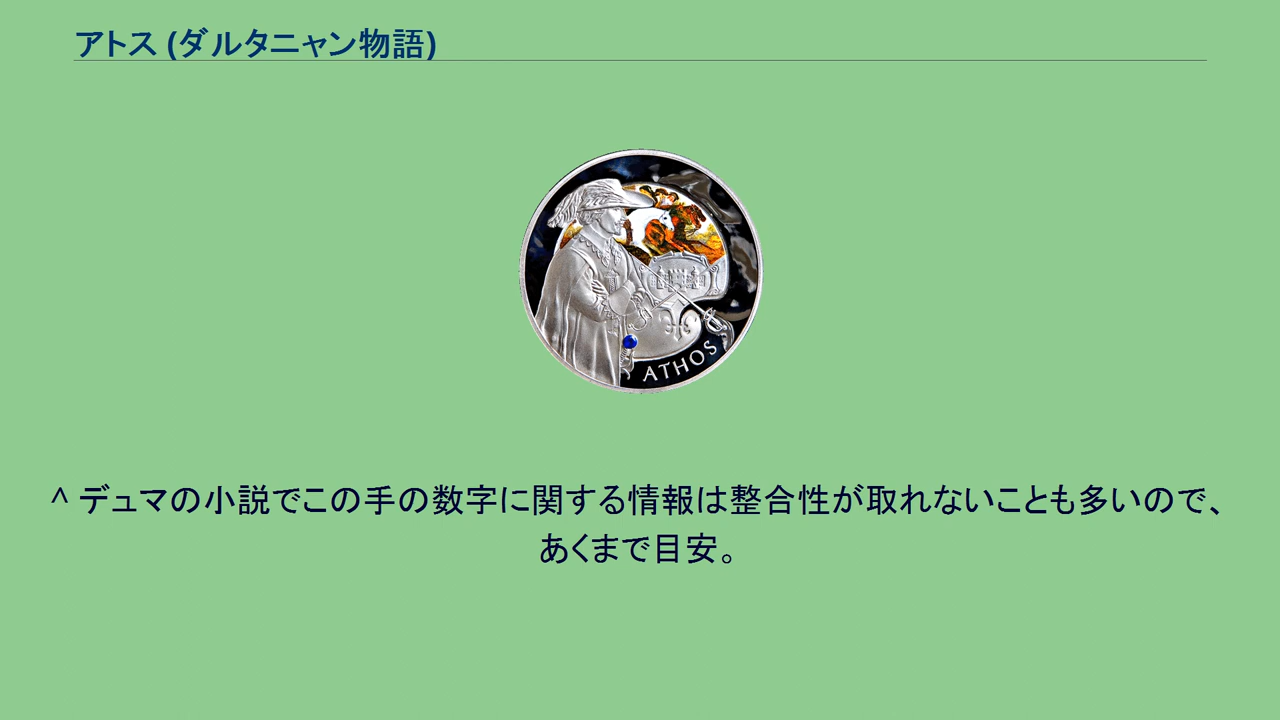 アトス (ダルタニャン物語)
ATHOS
^ デュマの小説でこの手の数字に関する情報は整合性が取れないことも多いので、
あくまで目安。